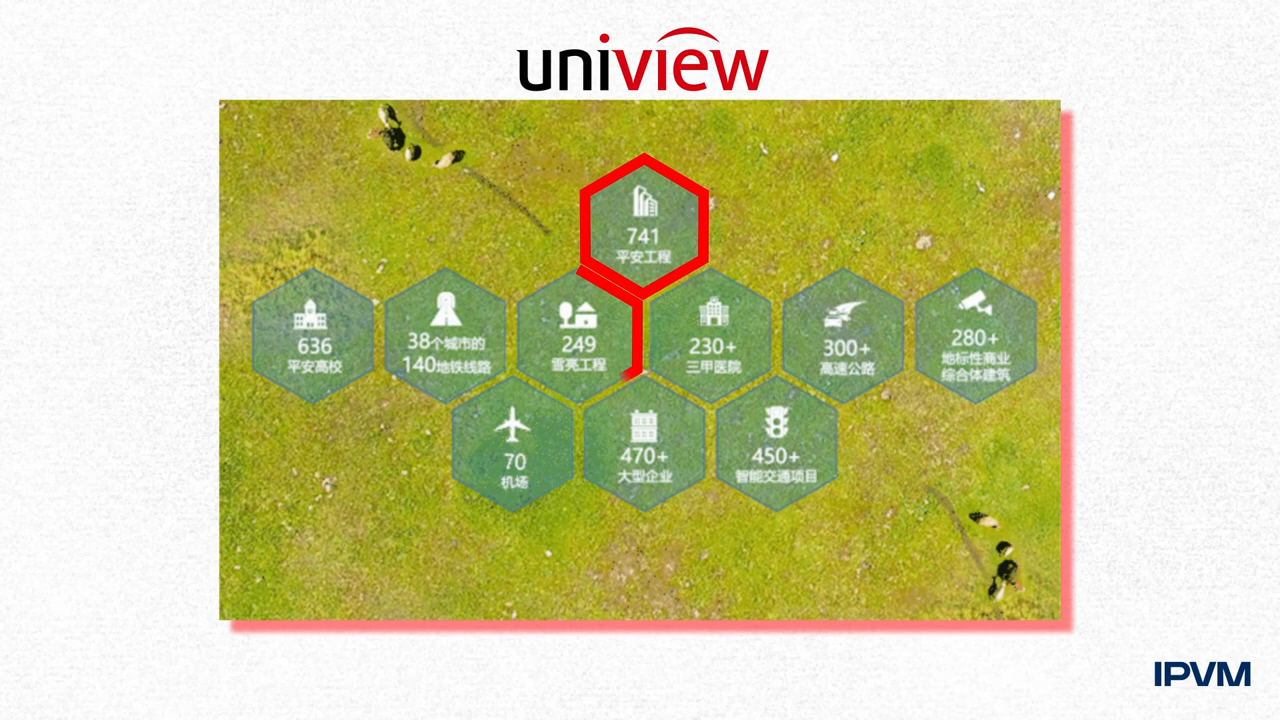 uniview
741
平安工程
636
平安高校
38个城市的
140地铁线路
249
雪亮工程
230+
三甲医院
300+
高速公路
280+
地标性商业
综合体建筑
70
机场
470+
大型企业
450+
智能交通项目
IPVM